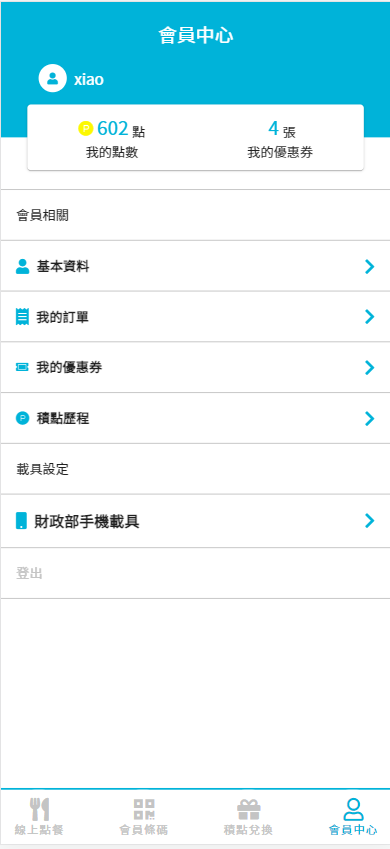 會員中心
xiao
P 602 點
4 張
我的點數
我的優惠券
會員相關
基本資料
我的訂單
我的優惠券
P 積點歷程
載具設定
財政部手機載具
登出
線上點餐
會員條碼
積點兌換
會員中心